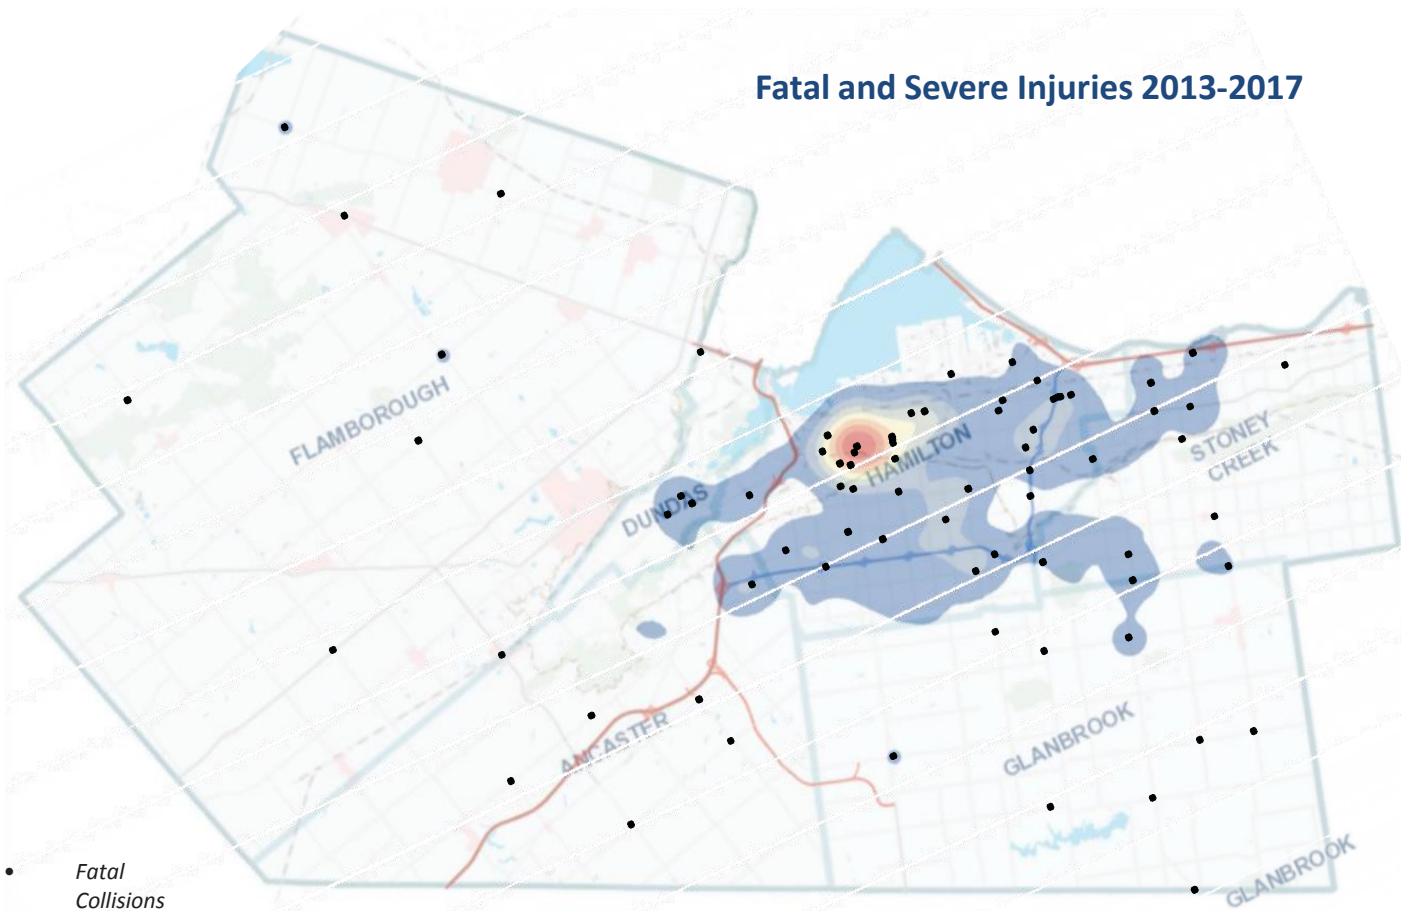 Fatal and Severe Injuries 2013-2017
FLAMBOROUGH
HAMILTON
STONEY
CREEK
DUNDAS
ANCASTER
GLANBROOK
GLANBROOK
Fatal
Collisions